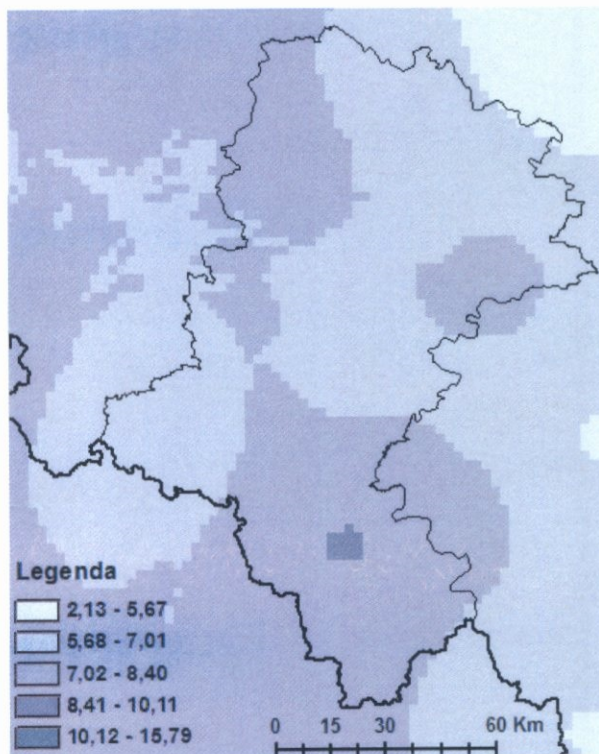 Legenda
2,13 - 5,67
5,68 - 7,01
7,02 - 8,40
8,41 - 10,11
10,12 - 15,79
0 15 30 60 Km